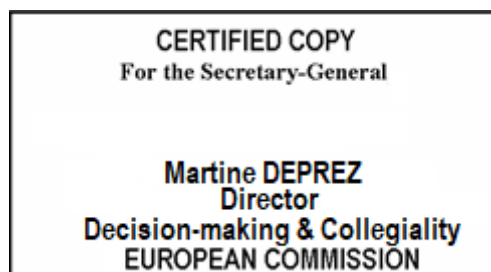 CERTIFIED COPY
For the Secretary-General
Martine DEPREZ
Director
Decision-making & Collegiality
EUROPEAN COMMISSION